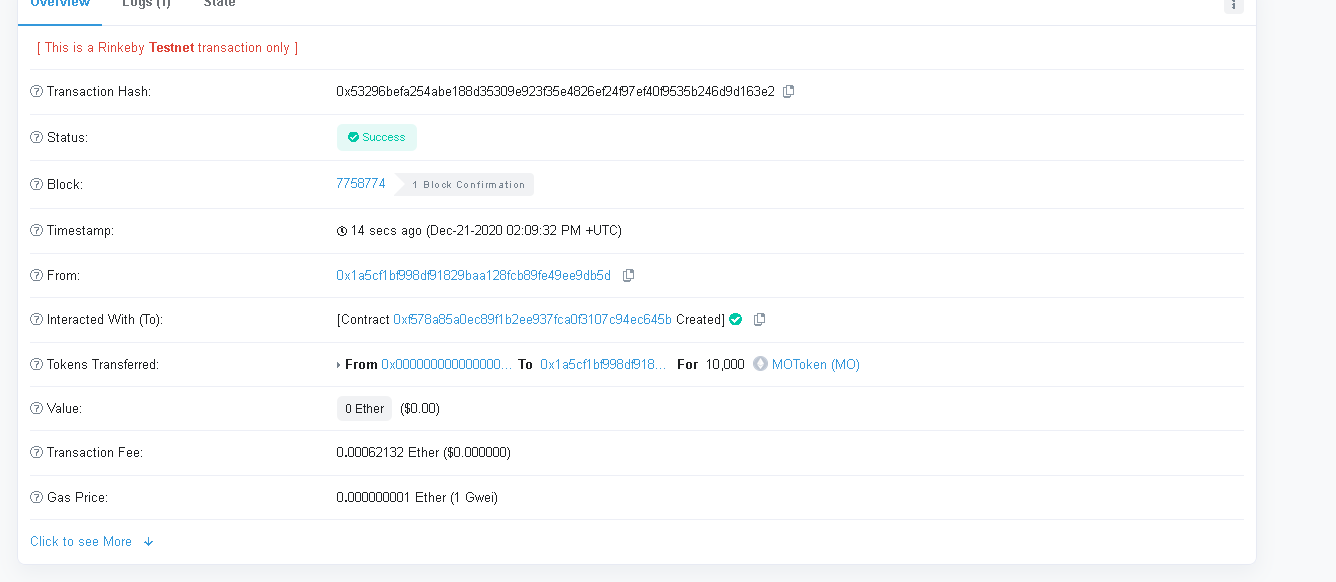 Overview Logs (1) State
[ This is a Rinkeby Testnet transaction only ]
Transaction Hash: 0x53296befa254abe188d35309e923f35e4826ef24f97ef40f9535b246d9d163e2
Status: Success
Block: 7758774 1 Block Confirmation
Timestamp: 14 secs ago (Dec-21-2020 02:09:32 PM +UTC)
From: 0x1a5cf1bf998df91829baa128fcb89fe49ee9db5d
Interacted With (To): [Contract 0xf578a85a0ec89f1b2ee937fca0f3107c94ec645b Created]
Tokens Transferred: From 0x000000000000000... To 0x1a5cf1bf998df918... For 10,000 MOToken (MO)
Value: 0 Ether ($0.00)
Transaction Fee: 0.00062132 Ether ($0.000000)
Gas Price: 0.000000001 Ether (1 Gwei)
Click to see More